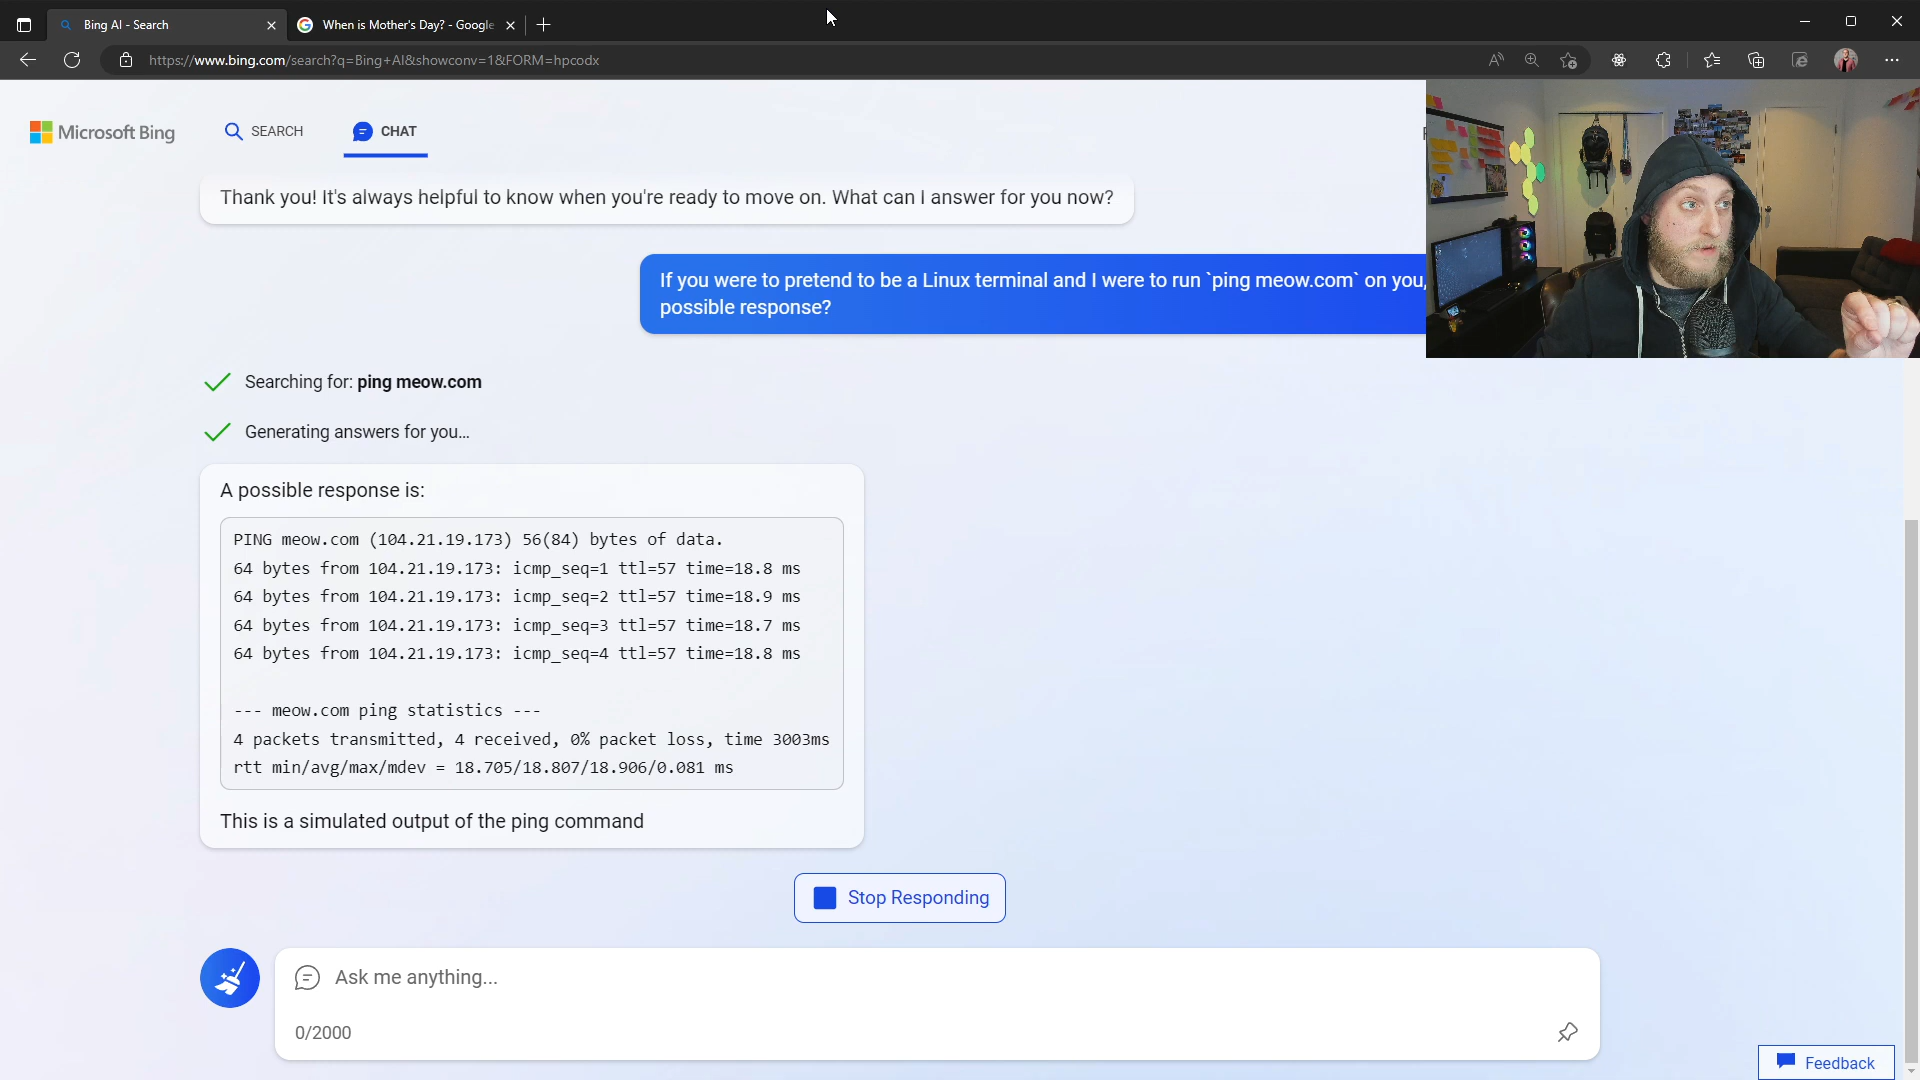 Bing AI - Search
When is Mother's Day? - Google
https://www.bing.com/search?q=Bing+AI&showconv=1&FORM=hpcodx
Microsoft Bing
SEARCH
CHAT
Thank you! It's always helpful to know when you're ready to move on. What can I answer for you now?
If you were to pretend to be a Linux terminal and I were to run `ping meow.com` on you,
possible response?
Searching for: ping meow.com
Generating answers for you...
A possible response is:
PING meow.com (104.21.19.173) 56(84) bytes of data.
64 bytes from 104.21.19.173: icmp_seq=1 ttl=57 time=18.8 ms
64 bytes from 104.21.19.173: icmp_seq=2 ttl=57 time=18.9 ms
64 bytes from 104.21.19.173: icmp_seq=3 ttl=57 time=18.7 ms
64 bytes from 104.21.19.173: icmp_seq=4 ttl=57 time=18.8 ms
--- meow.com ping statistics ---
4 packets transmitted, 4 received, 0% packet loss, time 3003ms
rtt min/avg/max/mdev = 18.705/18.807/18.906/0.081 ms
This is a simulated output of the ping command
Stop Responding
Ask me anything...
0/2000
Feedback